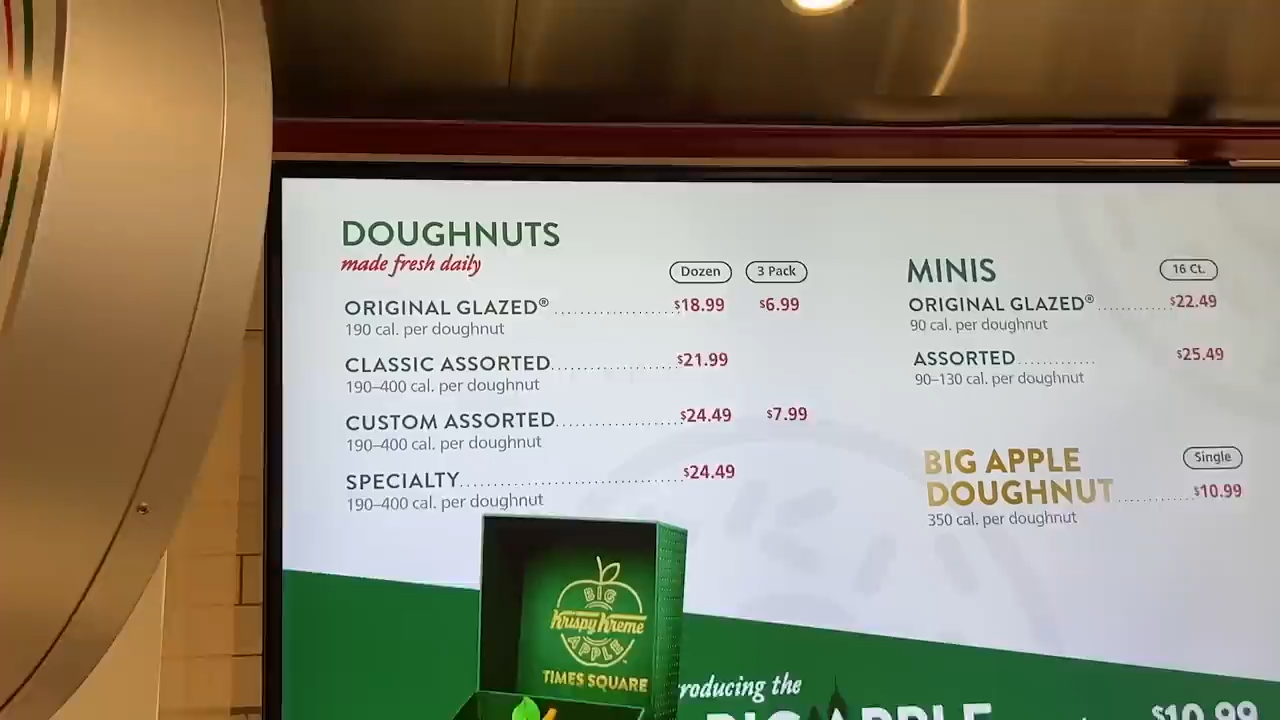 DOUGHNUTS
made fresh daily
Dozen 3 Pack
ORIGINAL GLAZED® $18.99 $6.99
190 cal. per doughnut
CLASSIC ASSORTED $21.99
190–400 cal. per doughnut
CUSTOM ASSORTED $24.49 $7.99
190–400 cal. per doughnut
SPECIALTY $24.49
190–400 cal. per doughnut
MINIS 16 Ct.
ORIGINAL GLAZED® $22.49
90 cal. per doughnut
ASSORTED $25.49
90–130 cal. per doughnut
BIG APPLE Single
DOUGHNUT $10.99
350 cal. per doughnut
BIG
Krispy Kreme
APPLE
TIMES SQUARE
roducing the
BIG APPLE $10.99